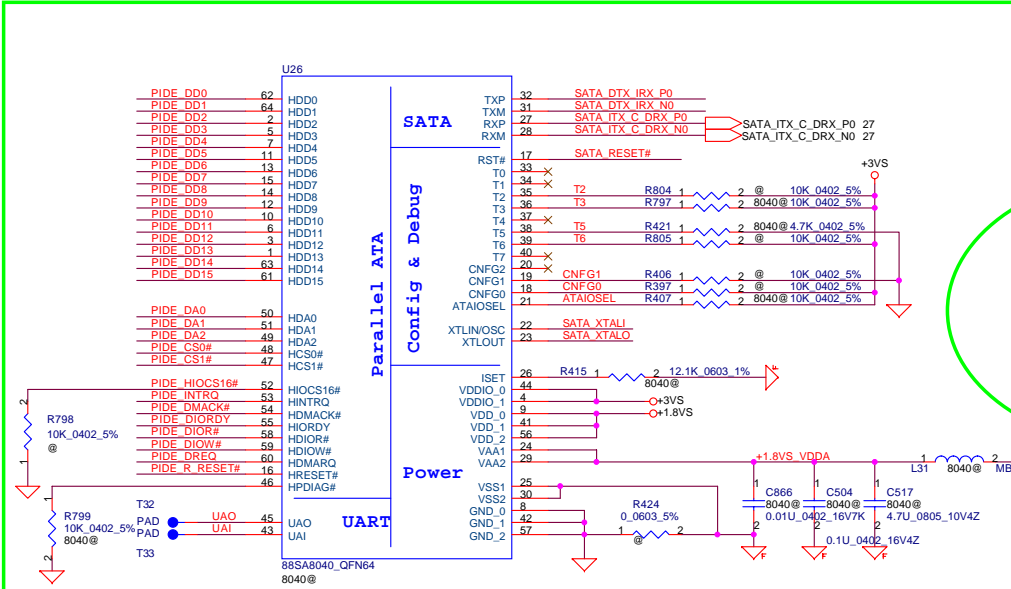 U26
PIDE_DD0 62 HDD0 TXP 32 SATA_DTX_IRX_P0
PIDE_DD1 64 HDD1 TXM 31 SATA_DTX_IRX_N0
PIDE_DD2 2 HDD2 SATA RXP 27 SATA_ITX_C_DRX_P0 SATA_ITX_C_DRX_P0 27
PIDE_DD3 5 HDD3 RXM 28 SATA_ITX_C_DRX_N0 SATA_ITX_C_DRX_N0 27
PIDE_DD4 7 HDD4
PIDE_DD5 11 HDD5 RST# 17 SATA_RESET#
PIDE_DD6 13 HDD6 T0 33 +3VS
PIDE_DD7 15 HDD7 T1 34
PIDE_DD8 14 HDD8 T2 35 T2 R804 1 2 @ 10K_0402_5%
PIDE_DD9 12 HDD9 T3 36 T3 R797 1 2 8040@ 10K_0402_5%
PIDE_DD10 10 HDD10 T4 37
PIDE_DD11 6 HDD11 T5 38 T5 R421 1 2 8040@ 4.7K_0402_5%
PIDE_DD12 3 HDD12 T6 39 T6 R805 1 2 @ 10K_0402_5%
PIDE_DD13 1 HDD13 T7 40
PIDE_DD14 63 HDD14 CNFG2 20
PIDE_DD15 61 HDD15 CNFG1 19 CNFG1 R406 1 2 @ 10K_0402_5%
CNFG0 18 CNFG0 R397 1 2 @ 10K_0402_5%
ATAIOSEL 21 ATAIOSEL R407 1 2 8040@ 10K_0402_5%
Parallel ATA
Config & Debug
PIDE_DA0 50 HDA0
PIDE_DA1 51 HDA1 XTLIN/OSC 22 SATA_XTALI
PIDE_DA2 49 HDA2 XTLOUT 23 SATA_XTALO
PIDE_CS0# 48 HCS0#
PIDE_CS1# 47 HCS1#
ISET 26 R415 1 2 12.1K_0603_1% F
8040@
PIDE_HIOCS16# 52 HIOCS16# VDDIO_0 44
PIDE_INTRQ 53 HINTRQ VDDIO_1 4 +3VS
PIDE_DMACK# 54 HDMACK# VDD_0 9 +1.8VS
PIDE_DIORDY 55 HIORDY VDD_1 41
PIDE_DIOR# 58 HDIOR# VDD_2 56
PIDE_DIOW# 59 HDIOW# VAA1 24
PIDE_DREQ 60 HDMARQ VAA2 29 +1.8VS_VDDA L31 1 2 MB
8040@
PIDE_R_RESET# 16 HRESET# Power
46 HPDIAG# VSS1 25
VSS2 30
2
R798
10K_0402_5%
@
1
1
R799
10K_0402_5%
8040@
2
GND_0 8
GND_1 42
GND_2 57
R424
0_0603_5%
1 2
@
1
C866
8040@
0.01U_0402_16V7K
2
F
1
C504
8040@
0.1U_0402_16V4Z
2
F
1
C517
8040@
4.7U_0805_10V4Z
2
F
T32
PAD UAO 45 UAO UART
PAD UAI 43 UAI
T33
88SA8040_QFN64
8040@